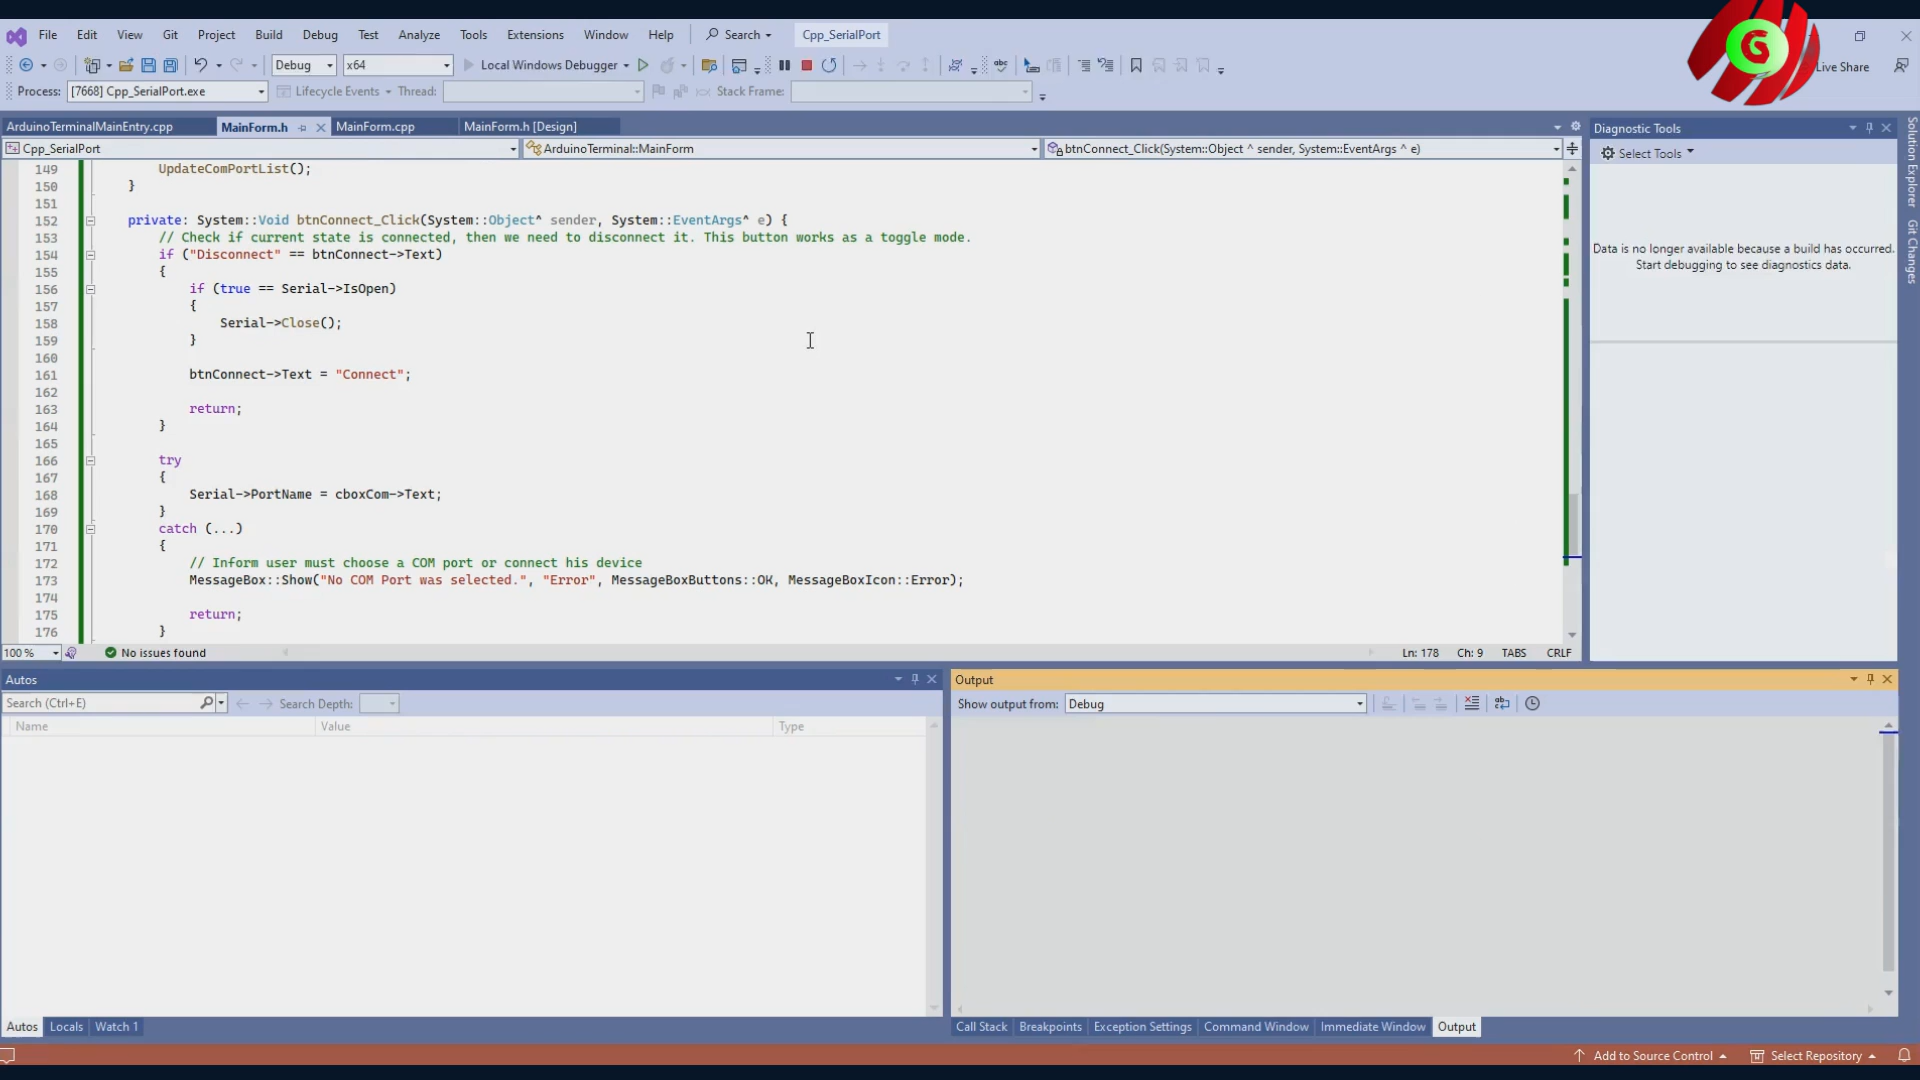 File Edit View Git Project Build Debug Test Analyze Tools Extensions Window Help Search Cpp_SerialPort
G
Debug x64 Local Windows Debugger Live Share
Process: [7668] Cpp_SerialPort.exe Lifecycle Events Thread: Stack Frame:
ArduinoTerminalMainEntry.cpp MainForm.h MainForm.cpp MainForm.h [Design]
Cpp_SerialPort ArduinoTerminal::MainForm btnConnect_Click(System::Object ^ sender, System::EventArgs ^ e)
149 UpdateComPortList();
150 }
151
152 private: System::Void btnConnect_Click(System::Object^ sender, System::EventArgs^ e) {
153 // Check if current state is connected, then we need to disconnect it. This button works as a toggle mode.
154 if ("Disconnect" == btnConnect->Text)
155 {
156 if (true == Serial->IsOpen)
157 {
158 Serial->Close();
159 }
160
161 btnConnect->Text = "Connect";
162
163 return;
164 }
165
166 try
167 {
168 Serial->PortName = cboxCom->Text;
169 }
170 catch (...)
171 {
172 // Inform user must choose a COM port or connect his device
173 MessageBox::Show("No COM Port was selected.", "Error", MessageBoxButtons::OK, MessageBoxIcon::Error);
174
175 return;
176 }
100 % No issues found Ln: 178 Ch: 9 TABS CRLF
Diagnostic Tools
Select Tools
Data is no longer available because a build has occurred.
Start debugging to see diagnostics data.
Solution Explorer
Git Changes
Autos
Search (Ctrl+E) Search Depth:
Name Value Type
Autos Locals Watch 1
Output
Show output from: Debug
Call Stack Breakpoints Exception Settings Command Window Immediate Window Output
Add to Source Control Select Repository